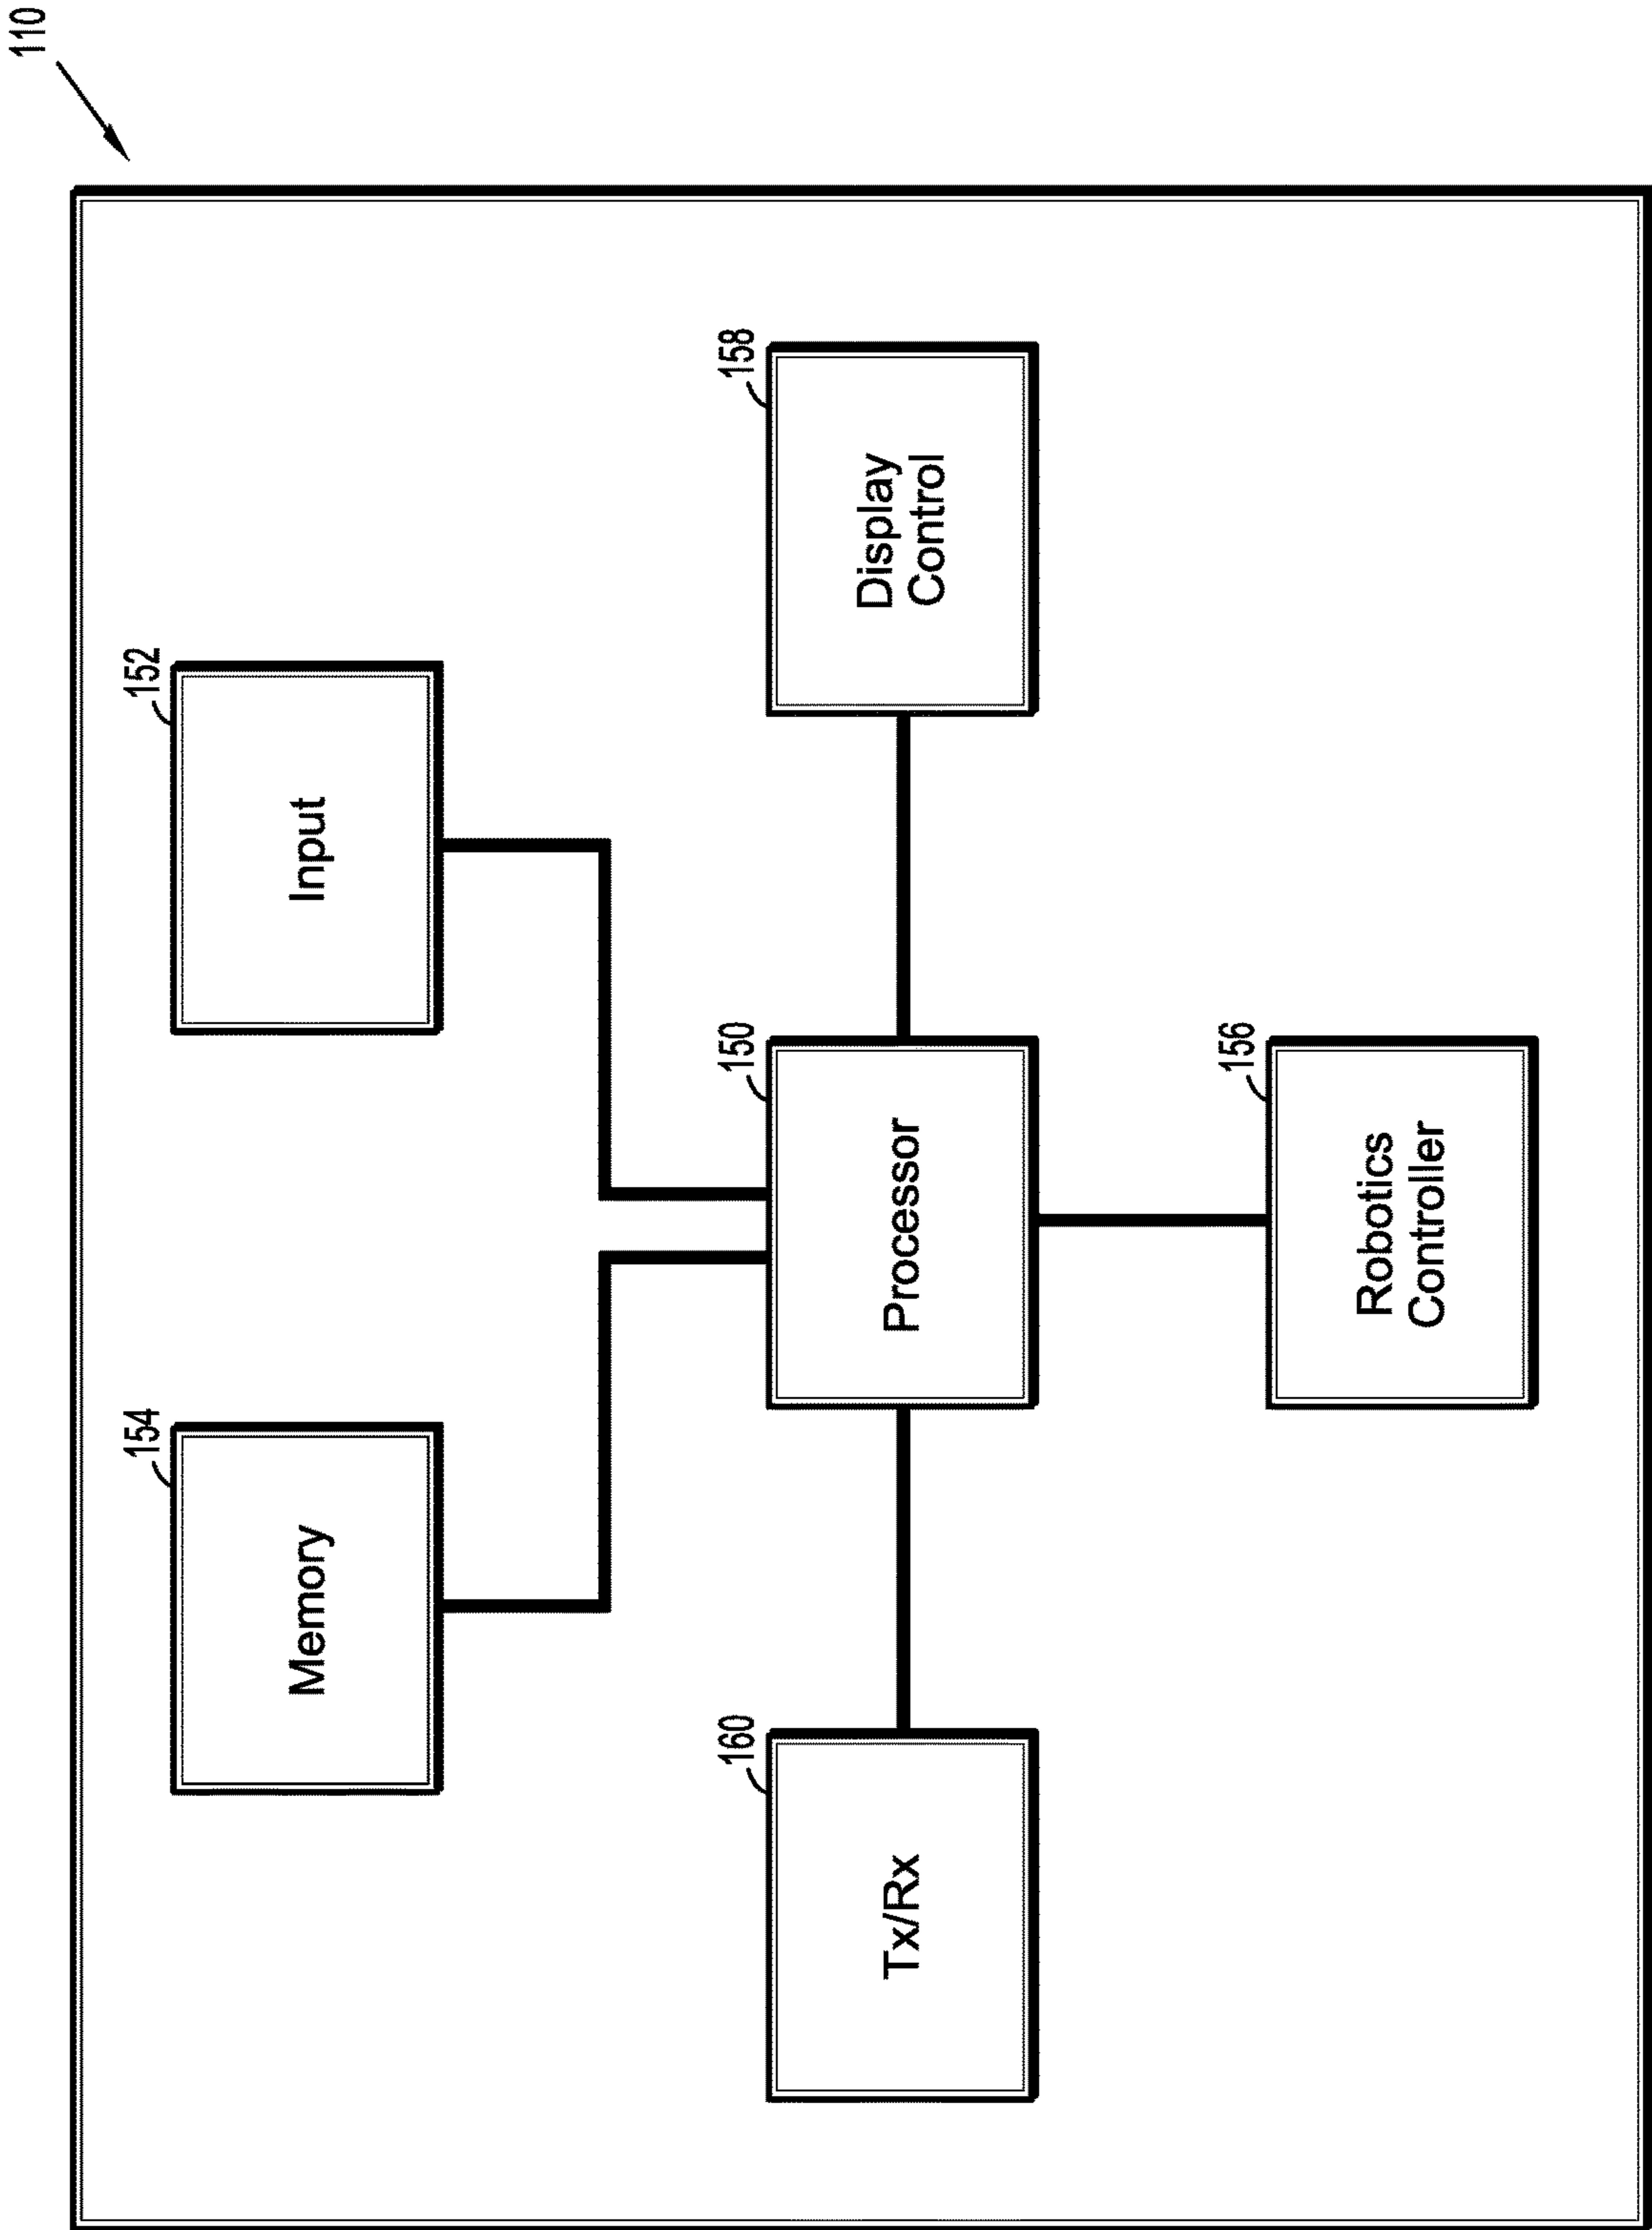 110
154
Memory
152
Input
160
Tx/Rx
150
Processor
158
Display
Control
156
Robotics
Controller